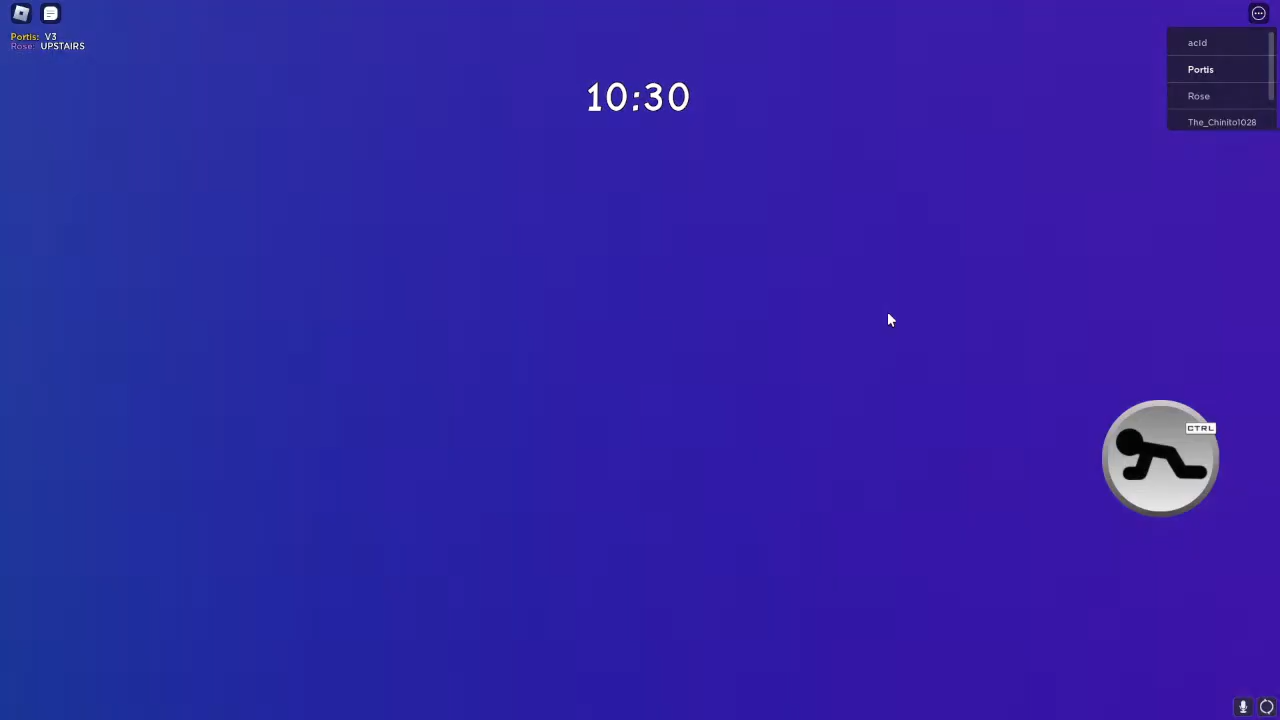 Portis: V3
Rose: UPSTAIRS
10:30
acid
Portis
Rose
The_Chinito1028
CTRL